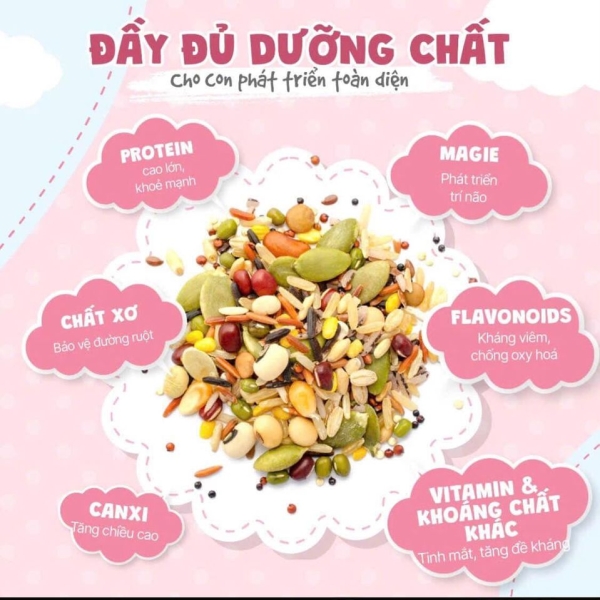 ĐẦY ĐỦ DƯỠNG CHẤT
Cho con phát triển toàn diện
PROTEIN
cao lớn,
khoẻ mạnh
MAGIE
Phát triển
trí não
CHẤT XƠ
Bảo vệ đường ruột
FLAVONOIDS
Kháng viêm,
chống oxy hoá
CANXI
Tăng chiều cao
VITAMIN &
KHOÁNG CHẤT
KHÁC
Tinh mắt, tăng đề kháng